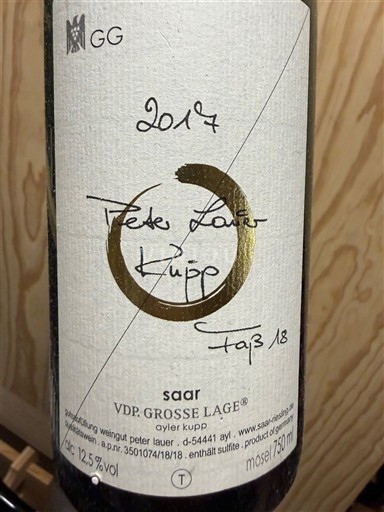 GG
2017
Peter Lauer
Kupp
Faß 18
saar
VDP. GROSSE LAGE®
ayler kupp
gutsabfüllung weingut peter lauer . d-54441 ayl . www.saar-riesling.de
qualitätswein . a.p.nr. 3501074/18/18 . enthält sulfite . product of germany
alc 12,5 %vol
mosel 750 ml
T